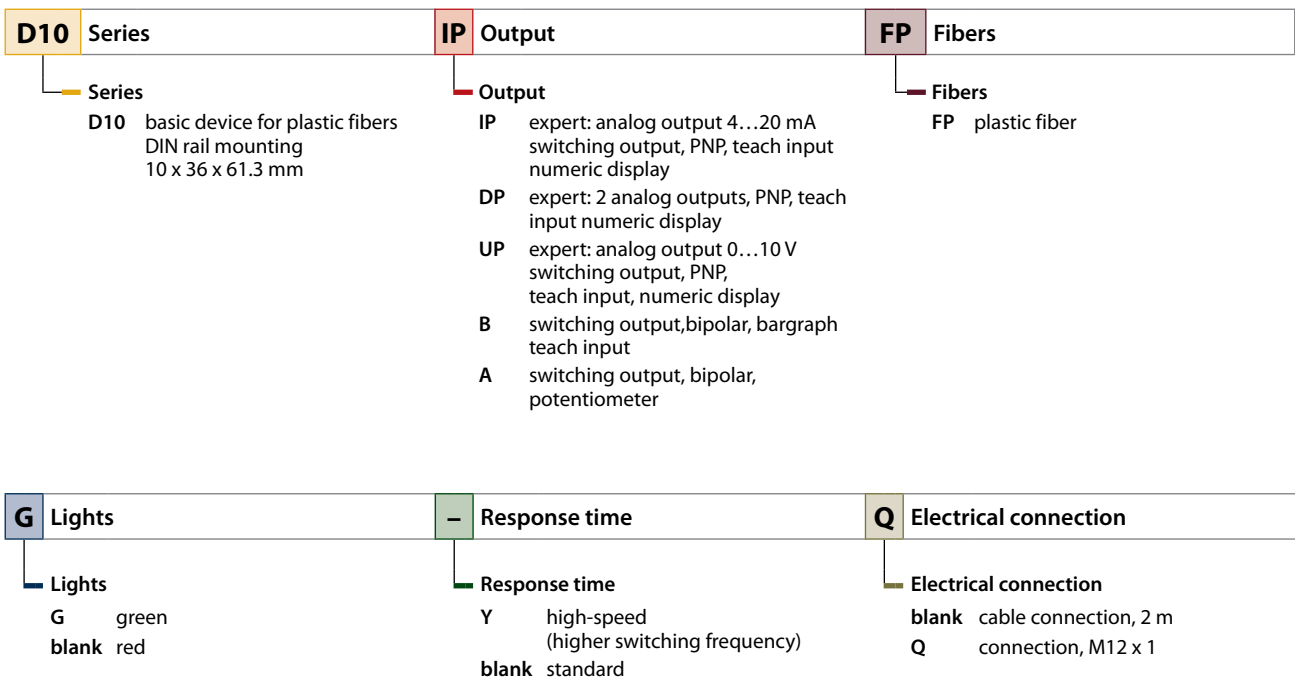 D10 Series
IP Output
FP Fibers
Series
D10 basic device for plastic fibers
DIN rail mounting
10 x 36 x 61.3 mm
Output
IP expert: analog output 4…20 mA
switching output, PNP, teach input
numeric display
DP expert: 2 analog outputs, PNP, teach
input numeric display
UP expert: analog output 0…10 V
switching output, PNP,
teach input, numeric display
B switching output,bipolar, bargraph
teach input
A switching output, bipolar,
potentiometer
Fibers
FP plastic fiber
G Lights
– Response time
Q Electrical connection
Lights
G green
blank red
Response time
Y high-speed
(higher switching frequency)
blank standard
Electrical connection
blank cable connection, 2 m
Q connection, M12 x 1